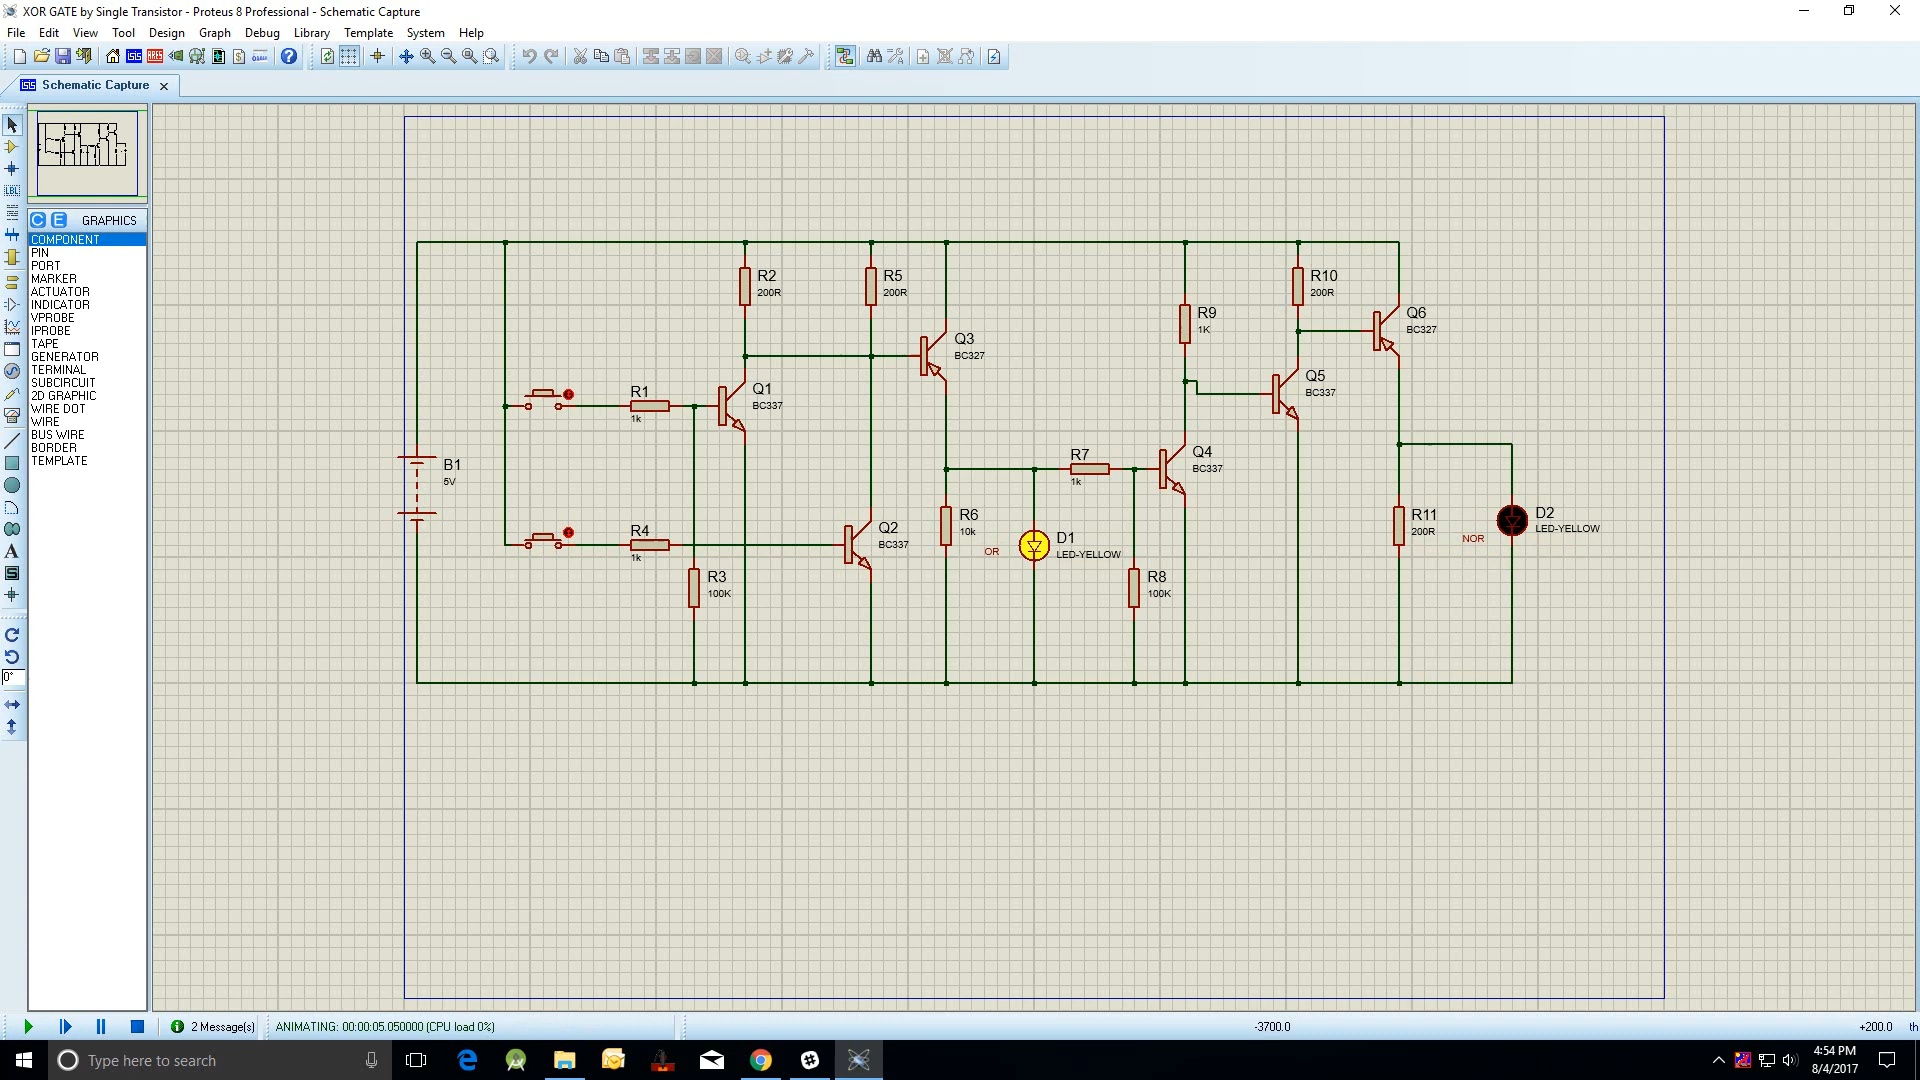 XOR GATE by Single Transistor - Proteus 8 Professional - Schematic Capture
File Edit View Tool Design Graph Debug Library Template System Help
Schematic Capture
C E GRAPHICS
COMPONENT
PIN
PORT
MARKER
ACTUATOR
INDICATOR
VPROBE
IPROBE
TAPE
GENERATOR
TERMINAL
SUBCIRCUIT
2D GRAPHIC
WIRE DOT
WIRE
BUS WIRE
BORDER
TEMPLATE
LBL
A
S
0°
R2
200R
R5
200R
R10
200R
R9
1K
Q6
BC327
Q3
BC327
Q5
BC337
R1
1k
Q1
BC337
B1
5V
R7
1k
Q4
BC337
R4
1k
Q2
BC337
R6
10k
OR
D1
LED-YELLOW
R11
200R
NOR
D2
LED-YELLOW
R3
100K
R8
100K
2 Message(s)
ANIMATING: 00:00:05.050000 (CPU load 0%)
-3700.0
+200.0 th
Type here to search
4:54 PM
8/4/2017